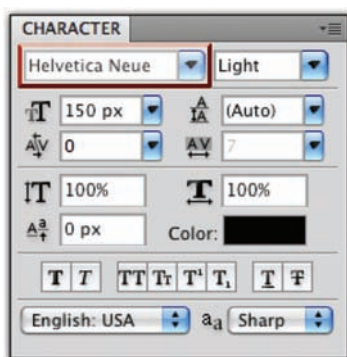 CHARACTER
Helvetica Neue Light
150 px (Auto)
0 7
100% 100%
0 px Color:
T T TT Tt T¹ T₁ T T
English: USA aa Sharp